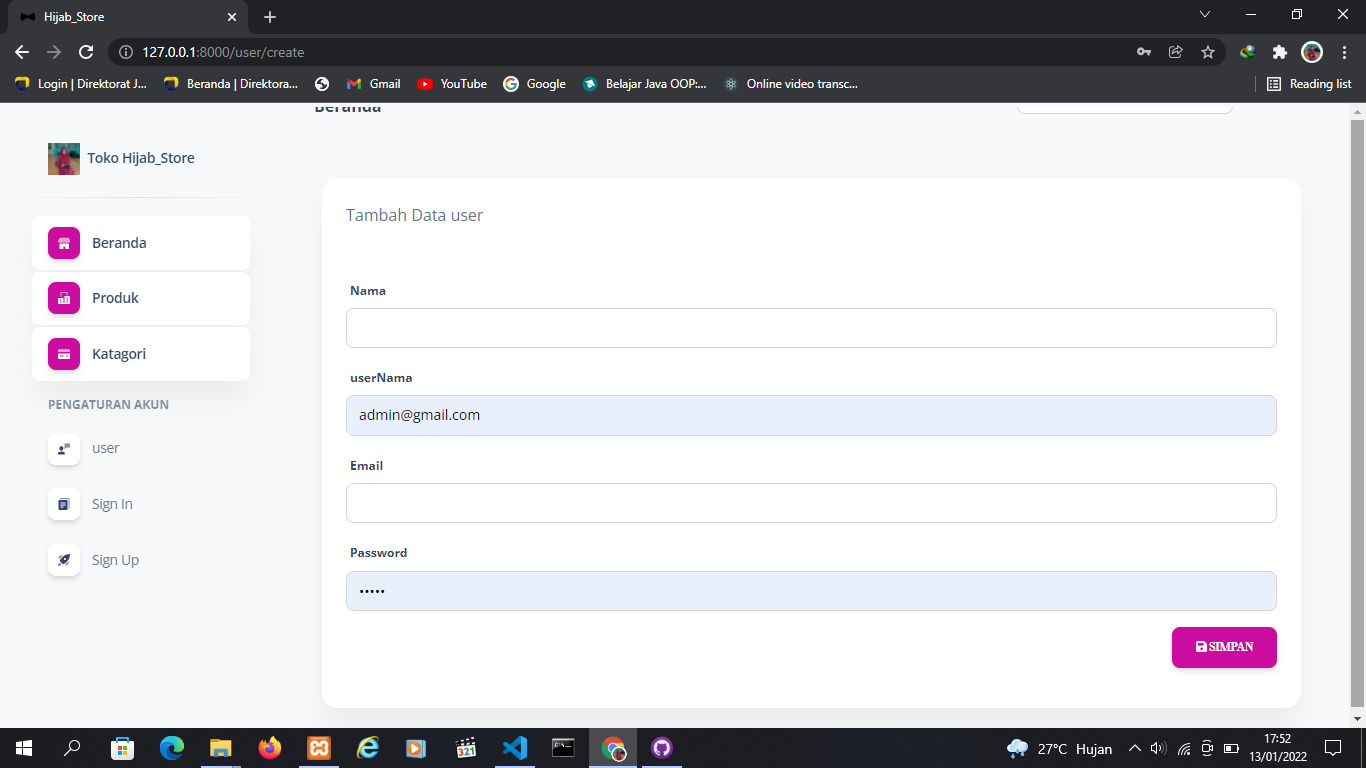 Hijab_Store
127.0.0.1:8000/user/create
Login | Direktorat J...
Beranda | Direktora...
Gmail
YouTube
Google
Belajar Java OOP:...
Online video transc...
Reading list
Beranda
Toko Hijab_Store
Beranda
Produk
Katagori
PENGATURAN AKUN
user
Sign In
Sign Up
Tambah Data user
Nama
userNama
admin@gmail.com
Email
Password
•••••
SIMPAN
321
27°C Hujan
17:52
13/01/2022